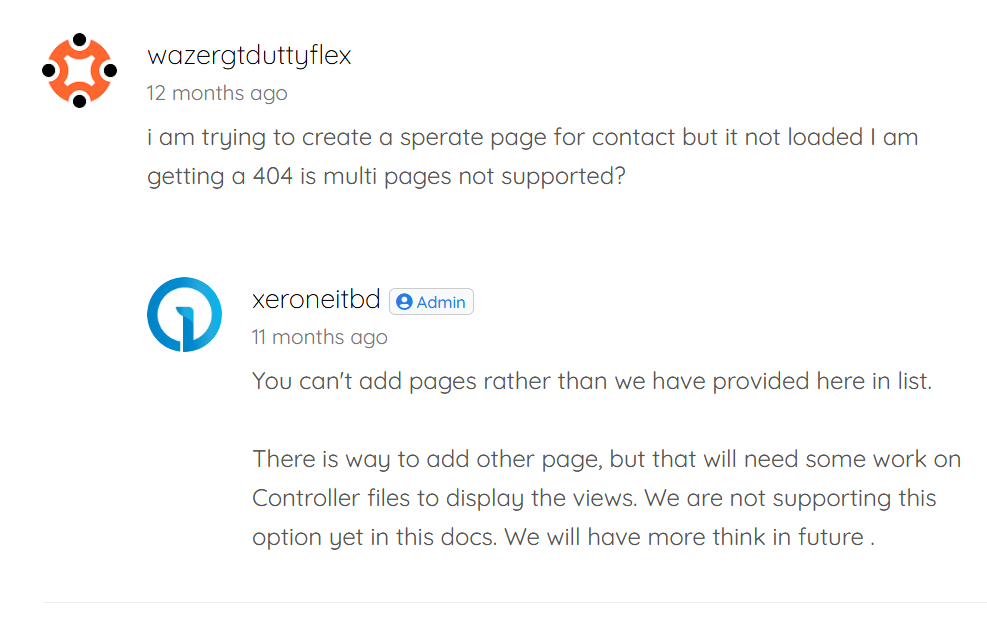 wazergtduttyflex
12 months ago
i am trying to create a sperate page for contact but it not loaded I am
getting a 404 is multi pages not supported?
xeroneitbd Admin
11 months ago
You can't add pages rather than we have provided here in list.
There is way to add other page, but that will need some work on
Controller files to display the views. We are not supporting this
option yet in this docs. We will have more think in future .